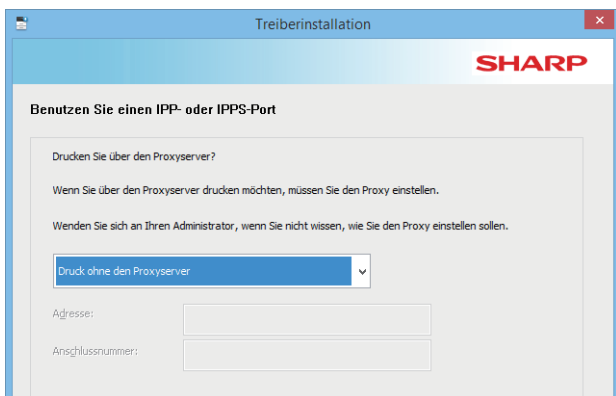 Treiberinstallation
SHARP
Benutzen Sie einen IPP- oder IPPS-Port
Drucken Sie über den Proxyserver?
Wenn Sie über den Proxyserver drucken möchten, müssen Sie den Proxy einstellen.
Wenden Sie sich an Ihren Administrator, wenn Sie nicht wissen, wie Sie den Proxy einstellen sollen.
Druck ohne den Proxyserver
Adresse:
Anschlussnummer: